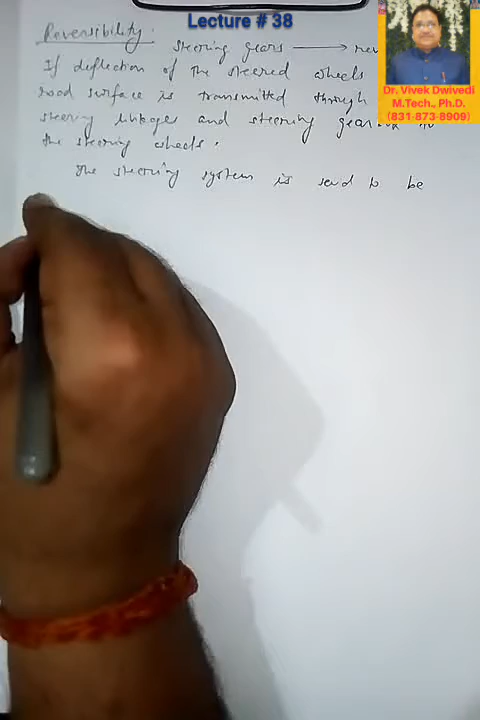 Lecture # 38
Reversibility.
Steering gears → rev
If deflection of the steered wheels
road surface is transmitted through
steering linkages and steering gear
the steering wheels.
The steering system is said to be
Dr. Vivek Dwivedi
M.Tech., Ph.D.
(831-873-8909)